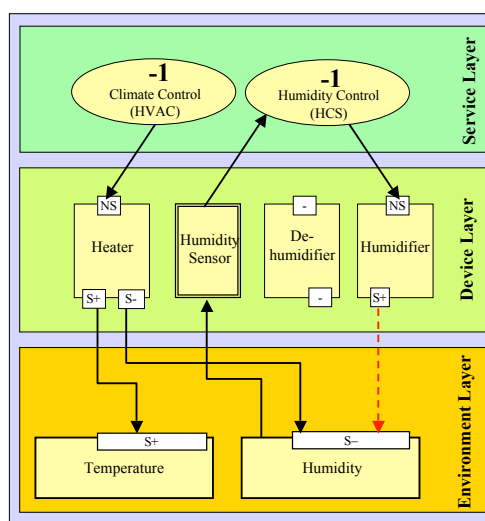 -1
Climate Control
(HVAC)
-1
Humidity Control
(HCS)
Service Layer
NS
Heater
S+
S-
Humidity
Sensor
-
De-
humidifier
-
NS
Humidifier
S+
Device Layer
S+
Temperature
S–
Humidity
Environment Layer